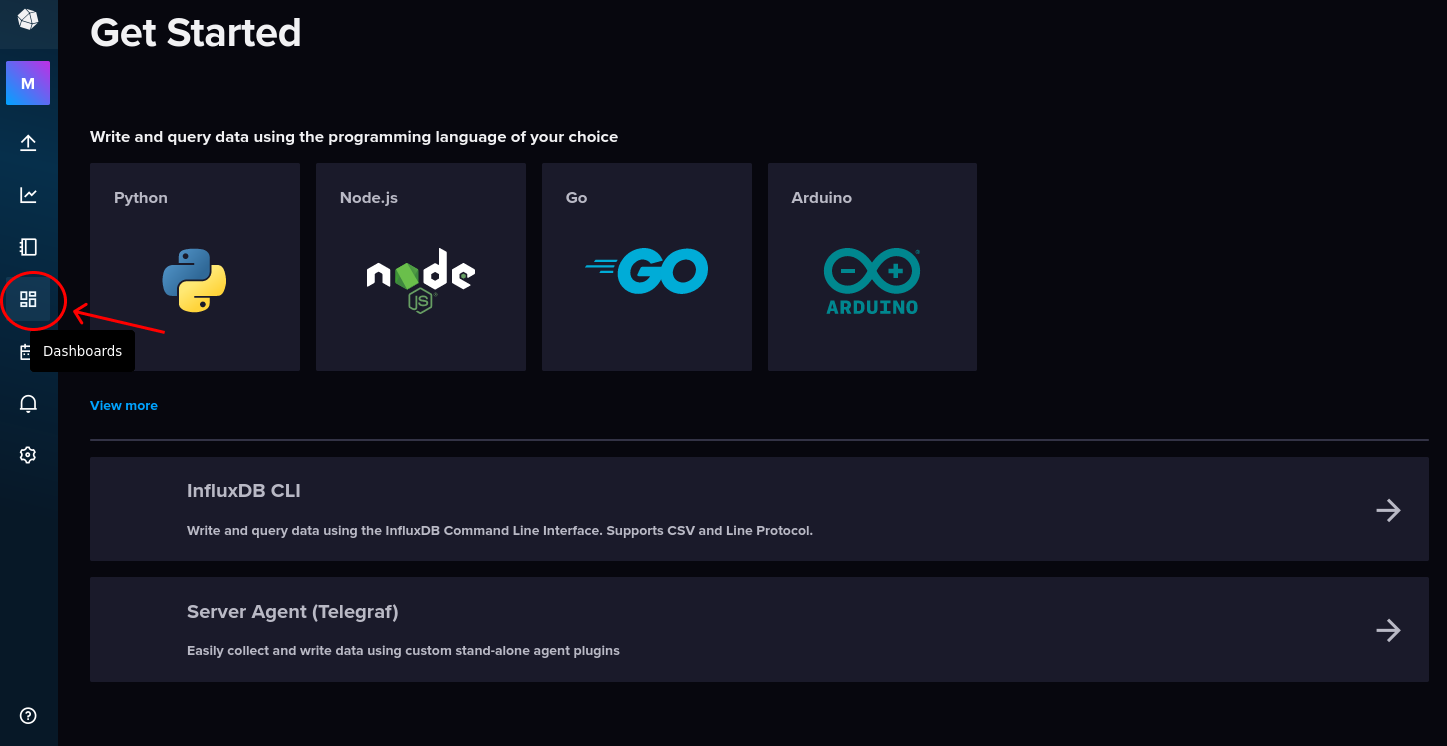 Get Started
M
Write and query data using the programming language of your choice
Python
Node.js
Go
Arduino
node
JS
GO
ARDUINO
Dashboards
View more
InfluxDB CLI
Write and query data using the InfluxDB Command Line Interface. Supports CSV and Line Protocol.
Server Agent (Telegraf)
Easily collect and write data using custom stand-alone agent plugins